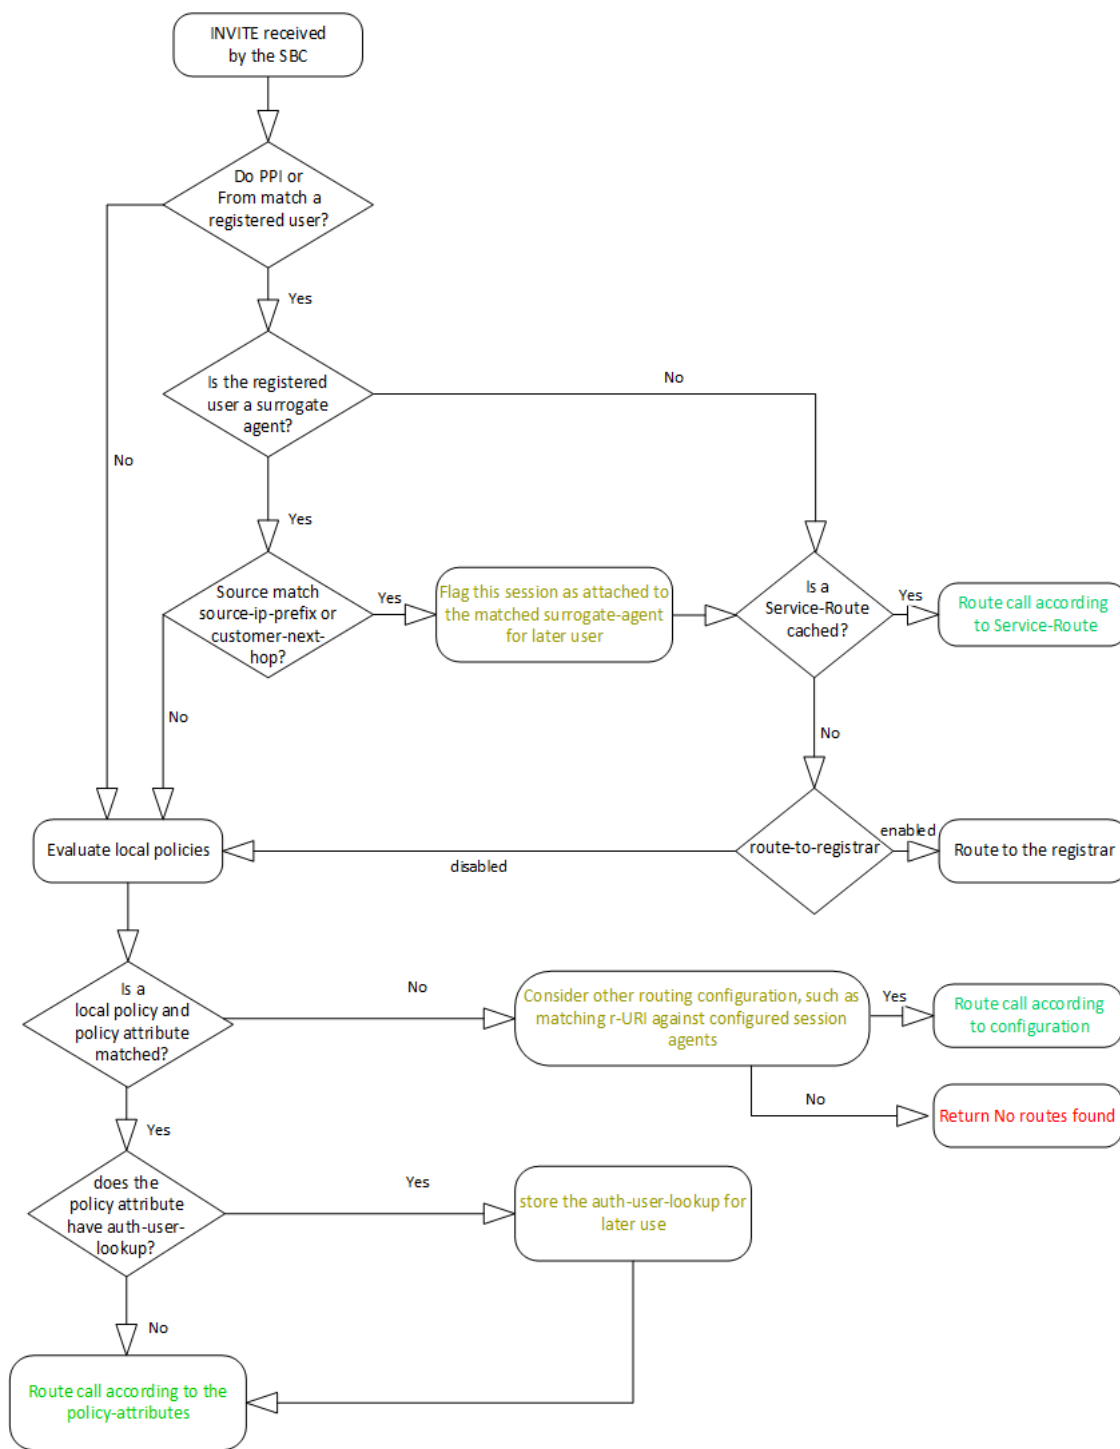 INVITE received
by the SBC
Do PPI or
From match a
registered user?
Yes
Is the registered
user a surrogate
agent?
No
No
Yes
Source match
source-ip-prefix or
customer-next-
hop?
Yes
Flag this session as attached to
the matched surrogate-agent
for later user
Is a
Service-Route
cached?
Yes
Route call according
to Service-Route
No
No
Evaluate local policies
disabled
route-to-registrar
enabled
Route to the registrar
Is a
local policy and
policy attribute
matched?
No
Consider other routing configuration, such as
matching r-URI against configured session
agents
Yes
Route call according
to configuration
No
Return No routes found
Yes
does the
policy attribute
have auth-user-
lookup?
Yes
store the auth-user-lookup for
later use
No
Route call according to the
policy-attributes